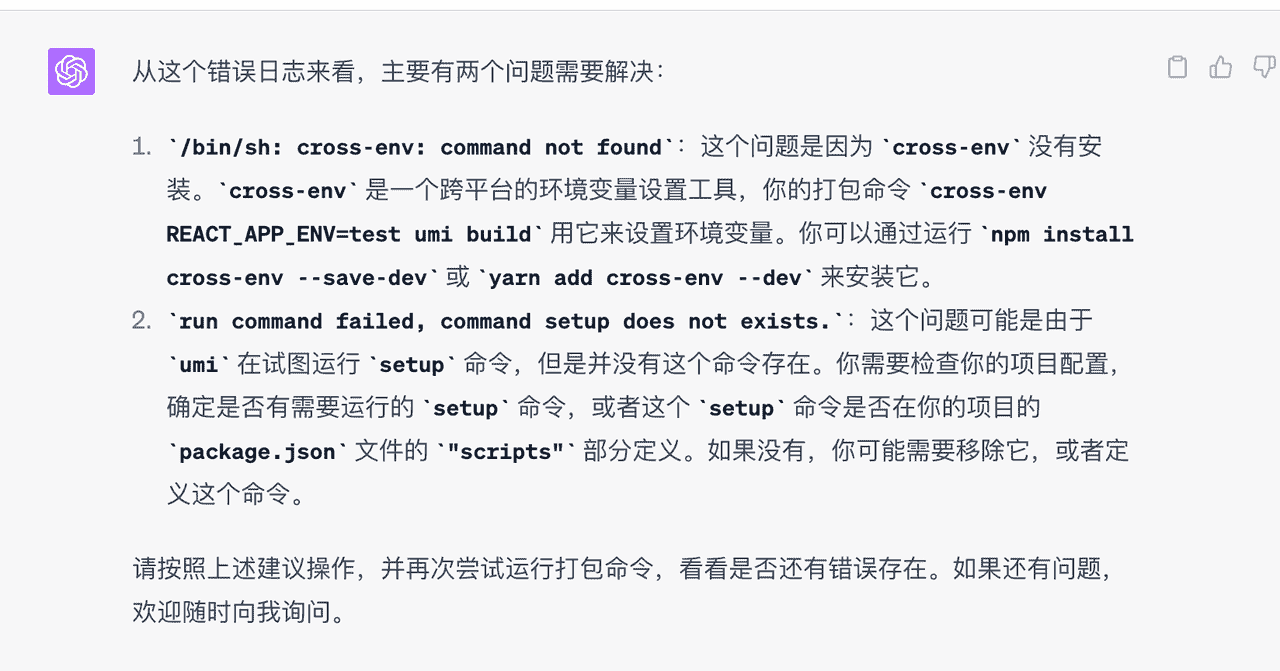 从这个错误日志来看，主要有两个问题需要解决：
1. `/bin/sh: cross-env: command not found`：这个问题是因为 `cross-env` 没有安
装。`cross-env` 是一个跨平台的环境变量设置工具，你的打包命令 `cross-env
REACT_APP_ENV=test umi build` 用它来设置环境变量。你可以通过运行 `npm install
cross-env --save-dev` 或 `yarn add cross-env --dev` 来安装它。
2. `run command failed, command setup does not exists.`：这个问题可能是由于
`umi` 在试图运行 `setup` 命令，但是并没有这个命令存在。你需要检查你的项目配置，
确定是否有需要运行的 `setup` 命令，或者这个 `setup` 命令是否在你的项目的
`package.json` 文件的 `"scripts"` 部分定义。如果没有，你可能需要移除它，或者定
义这个命令。
请按照上述建议操作，并再次尝试运行打包命令，看看是否还有错误存在。如果还有问题，
欢迎随时向我询问。